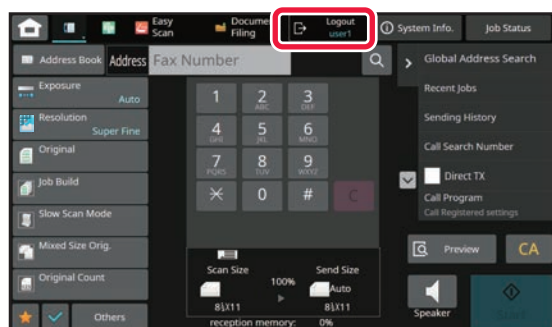 Easy Scan
Document Filing
Logout
user1
System Info.
Job Status
Address Book
Address
Fax Number
Global Address Search
Exposure
Auto
Resolution
Super Fine
Original
Job Build
Slow Scan Mode
Mixed Size Orig.
Original Count
Others
1
2 ABC
3 DEF
4 GHI
5 JKL
6 MNO
7 PQRS
8 TUV
9 WXYZ
0
#
C
Recent Jobs
Sending History
Call Search Number
Direct TX
Call Program
Call Registered settings
Preview
CA
Scan Size
100%
Send Size
Auto
8½X11
8½X11
reception memory: 0%
Speaker
Start